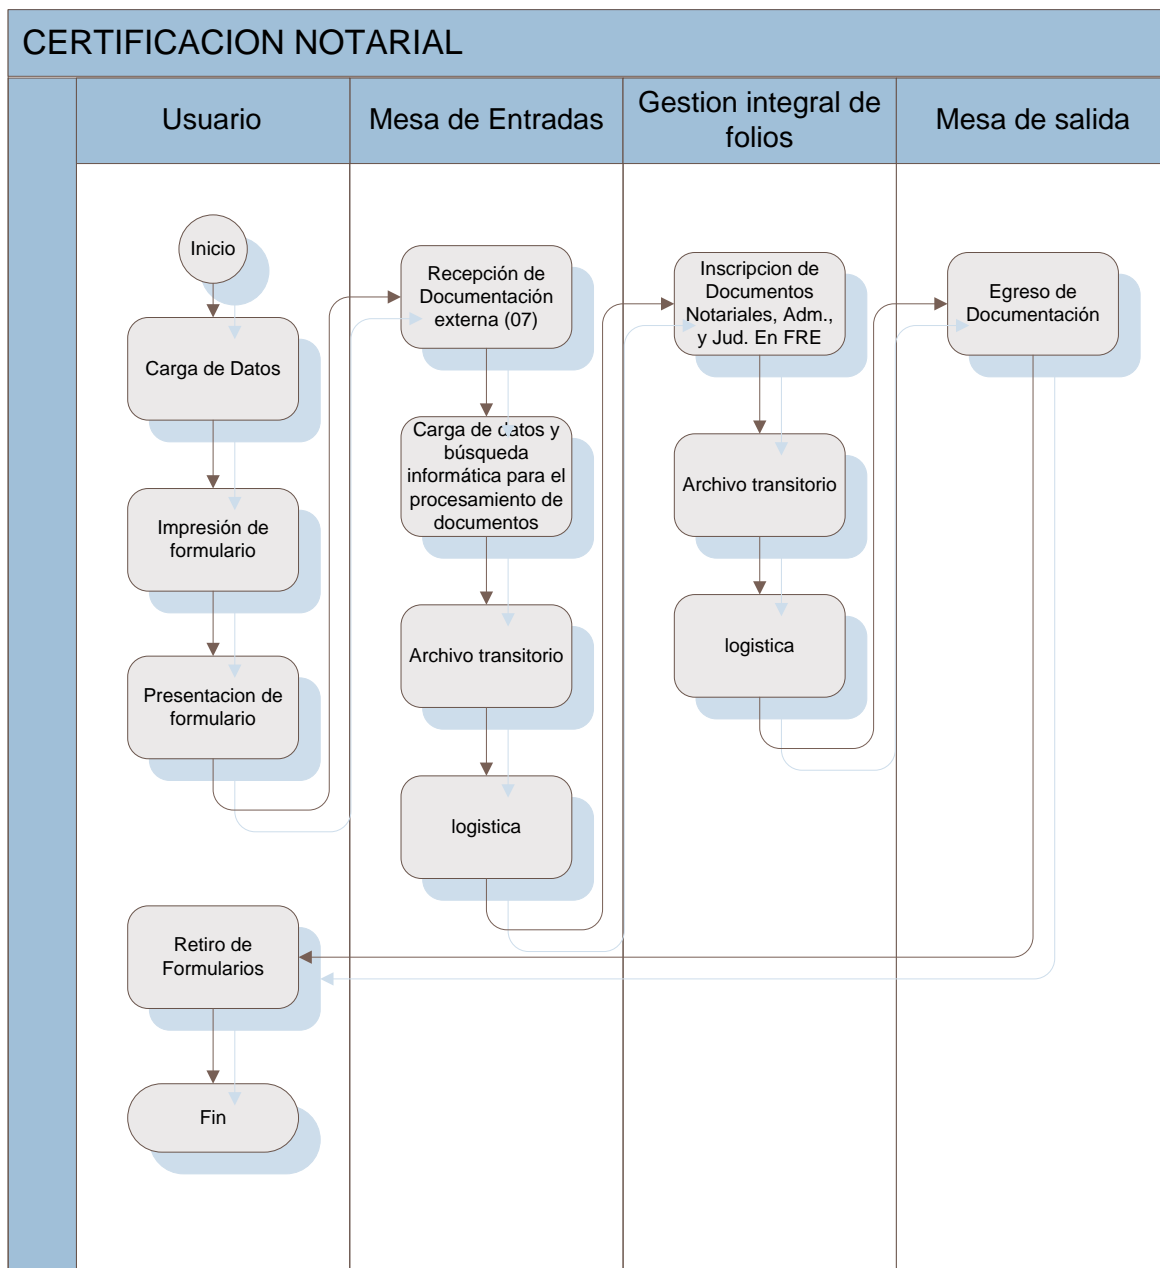 CERTIFICACION NOTARIAL
Usuario
Mesa de Entradas
Gestion integral de
folios
Mesa de salida
Inicio
Carga de Datos
Impresión de
formulario
Presentacion de
formulario
Retiro de
Formularios
Fin
Recepción de
Documentación
externa (07)
Carga de datos y
búsqueda
informática para el
procesamiento de
documentos
Archivo transitorio
logistica
Inscripcion de
Documentos
Notariales, Adm.,
y Jud. En FRE
Archivo transitorio
logistica
Egreso de
Documentación